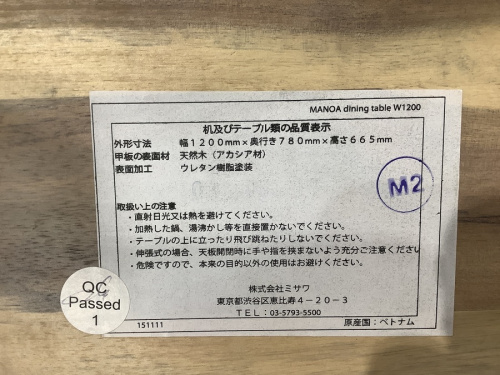 MANOA dining table W1200
机及びテーブル類の品質表示
外形寸法 幅1200mm×奥行き780mm×高さ665mm
甲板の表面材 天然木（アカシア材）
表面加工 ウレタン樹脂塗装
M2
取扱い上の注意
・直射日光又は熱を避けてください。
・加熱した鍋、湯沸かし等を直接置かないでください。
・テーブルの上に立ったり飛び跳ねたりしないでください。
・伸張式の場合、天板開閉時に手や指を挟まないよう充分ご注意ください
・危険ですので、本来の目的以外の使用はお避けください。
QC
Passed
1
株式会社ミサワ
東京都渋谷区恵比寿4－20－3
TEL：03-5793-5500
151111
原産国：ベトナム